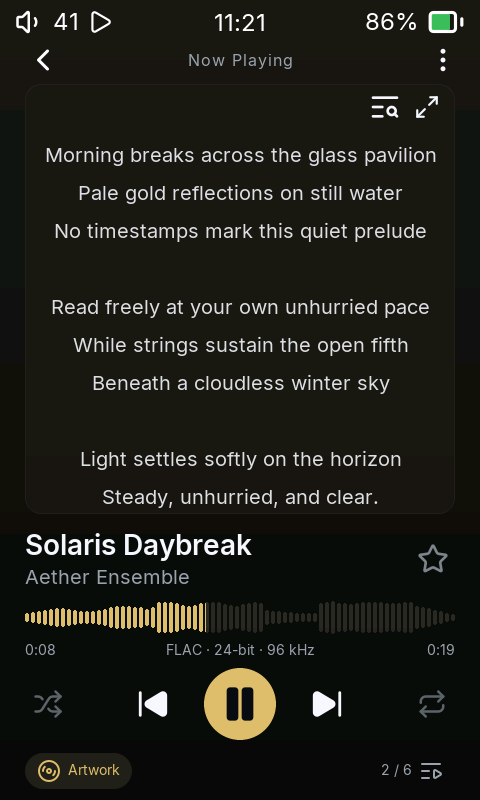 41 11:21 86%
Now Playing
Morning breaks across the glass pavilion
Pale gold reflections on still water
No timestamps mark this quiet prelude
Read freely at your own unhurried pace
While strings sustain the open fifth
Beneath a cloudless winter sky
Light settles softly on the horizon
Steady, unhurried, and clear.
Solaris Daybreak
Aether Ensemble
0:08 FLAC · 24-bit · 96 kHz 0:19
Artwork 2 / 6